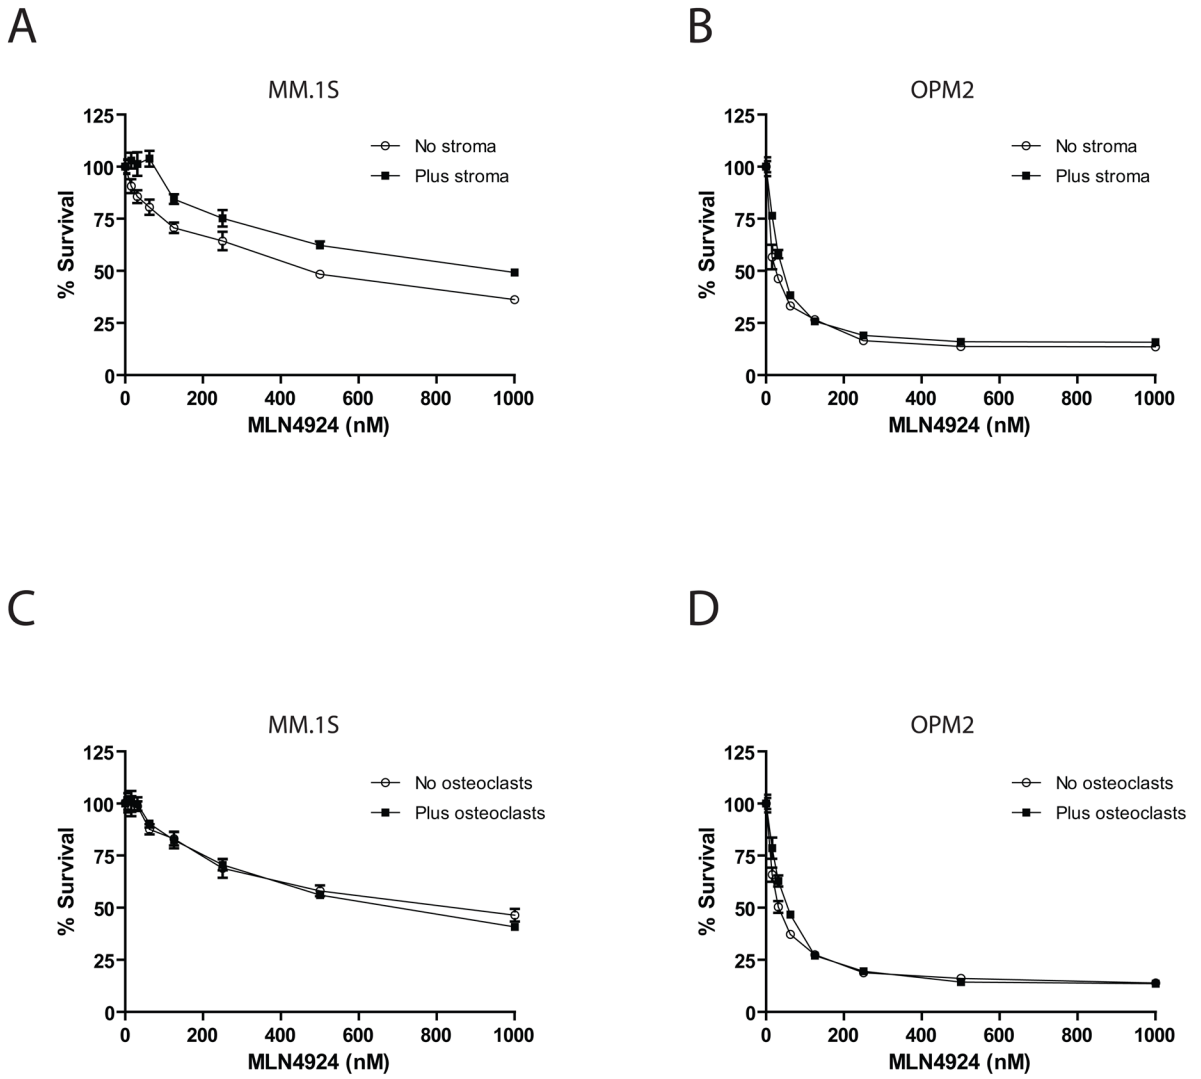 A
MM.1S
125
100
75
50
25
0
% Survival
No stroma
Plus stroma
0 200 400 600 800 1000
MLN4924 (nM)
B
OPM2
125
100
75
50
25
0
% Survival
No stroma
Plus stroma
0 200 400 600 800 1000
MLN4924 (nM)
C
MM.1S
125
100
75
50
25
0
% Survival
No osteoclasts
Plus osteoclasts
0 200 400 600 800 1000
MLN4924 (nM)
D
OPM2
125
100
75
50
25
0
% Survival
No osteoclasts
Plus osteoclasts
0 200 400 600 800 1000
MLN4924 (nM)